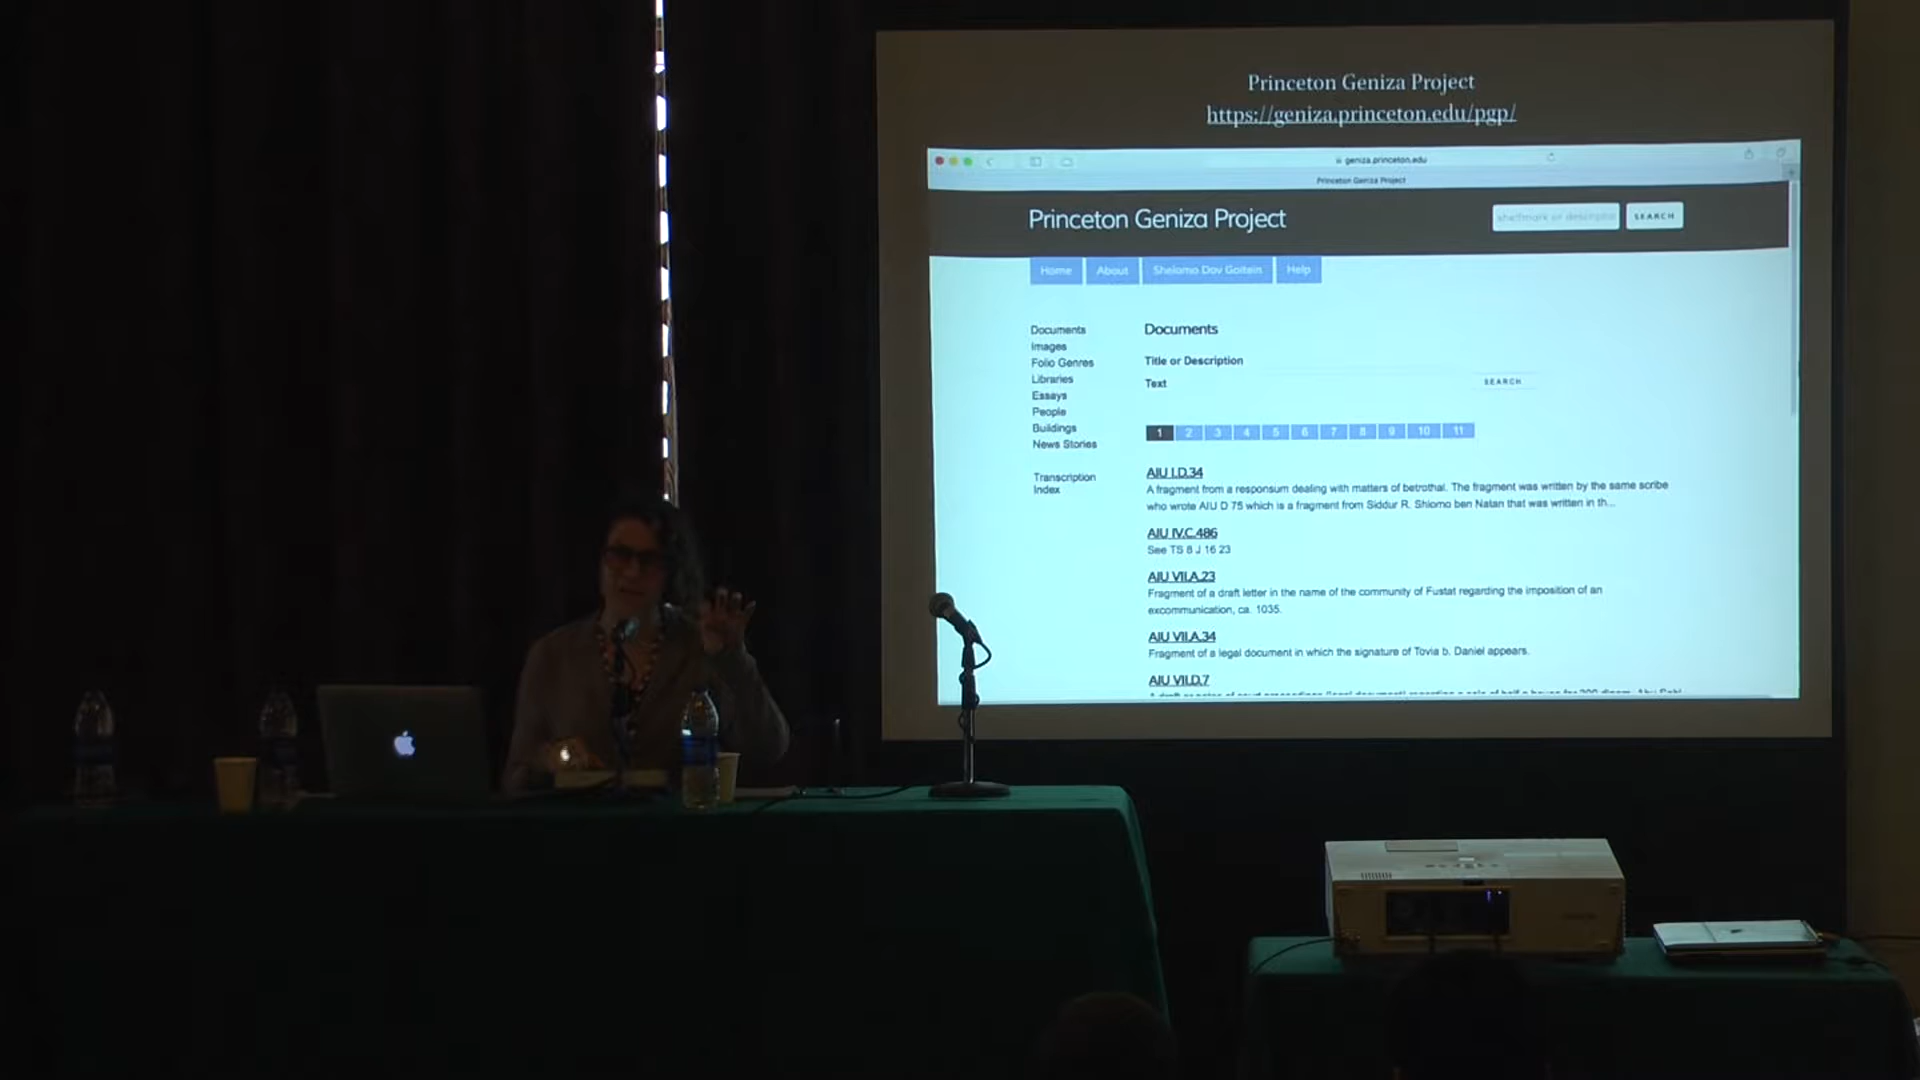 Princeton Geniza Project
https://geniza.princeton.edu/pgp/
geniza.princeton.edu
Princeton Geniza Project
Princeton Geniza Project
shelfmark or descriptio
SEARCH
Home
About
Shelomo Dov Goitein
Help
Documents
Images
Folio Genres
Libraries
Essays
People
Buildings
News Stories
Transcription
Index
Documents
Title or Description
Text
SEARCH
1 2 3 4 5 6 7 8 9 10 11
AIU I.D.34
A fragment from a responsum dealing with matters of betrothal. The fragment was written by the same scribe
who wrote AIU D 75 which is a fragment from Siddur R. Shlomo ben Natan that was written in th...
AIU IV.C.486
See TS 8 J 16 23
AIU VII.A.23
Fragment of a draft letter in the name of the community of Fustat regarding the imposition of an
excommunication, ca. 1035.
AIU VII.A.34
Fragment of a legal document in which the signature of Tovia b. Daniel appears.
AIU VII.D.7